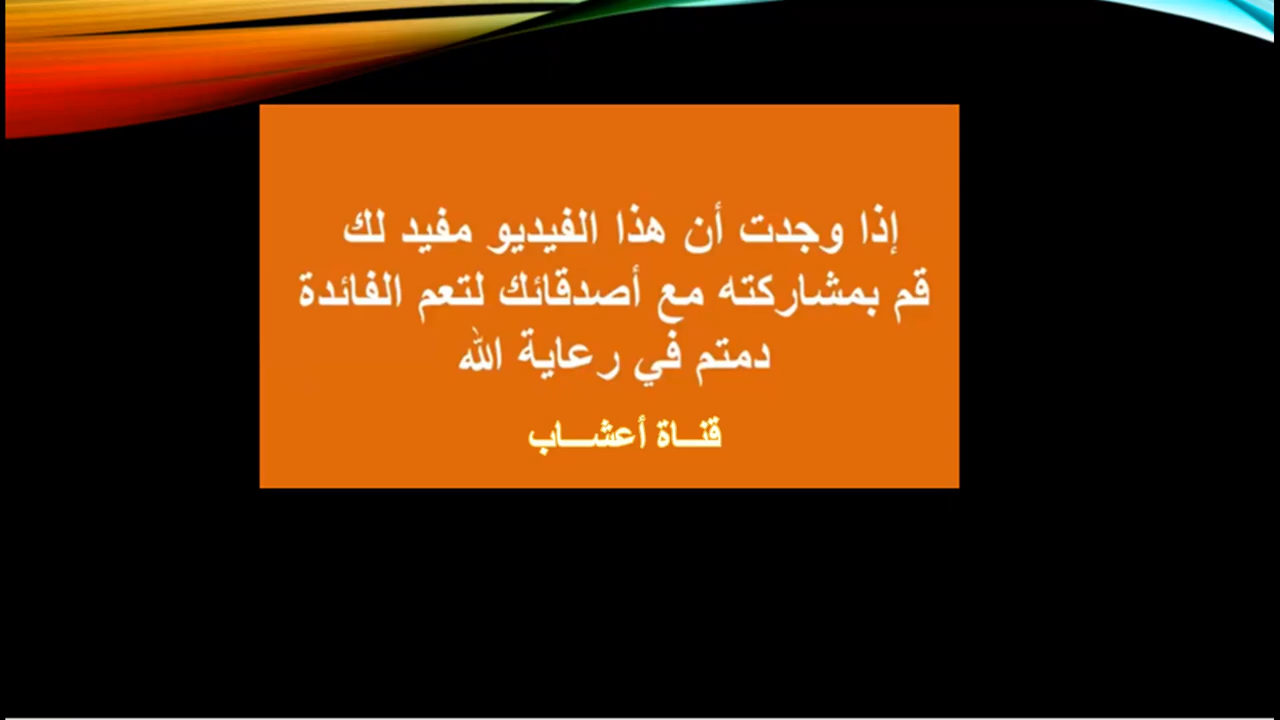 إذا وجدت أن هذا الفيديو مفيد لك
قم بمشاركته مع أصدقائك لتعم الفائدة
دمتم في رعاية الله
قنـــاة أعشـــاب